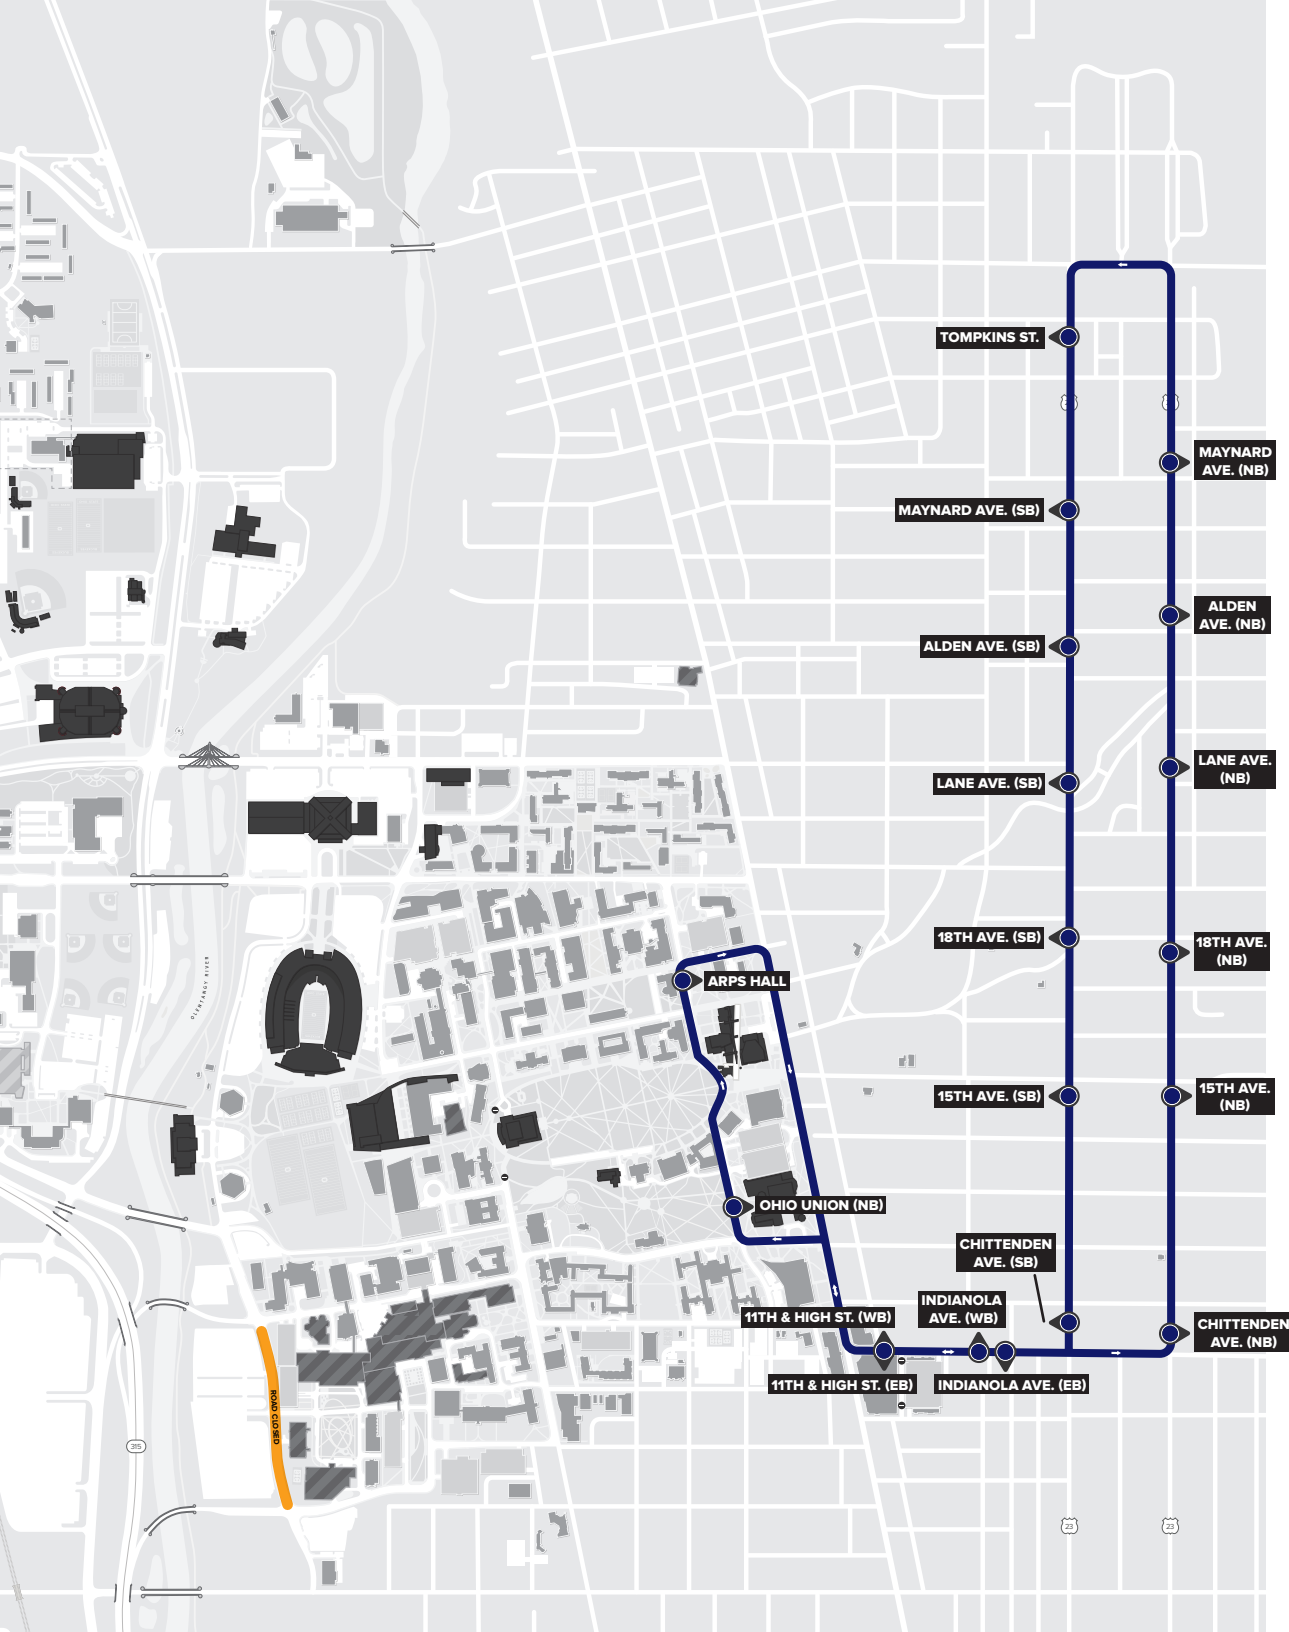 TOMPKINS ST.
MAYNARD
AVE. (NB)
MAYNARD AVE. (SB)
ALDEN
AVE. (NB)
ALDEN AVE. (SB)
LANE AVE.
(NB)
LANE AVE. (SB)
18TH AVE. (SB)
18TH AVE.
(NB)
ARPS HALL
OLENTANGY RIVER
15TH AVE. (SB)
15TH AVE.
(NB)
OHIO UNION (NB)
CHITTENDEN
AVE. (SB)
INDIANOLA
AVE. (WB)
11TH & HIGH ST. (WB)
CHITTENDEN
AVE. (NB)
11TH & HIGH ST. (EB)
INDIANOLA AVE. (EB)
ROAD CLOSED
315
23
23